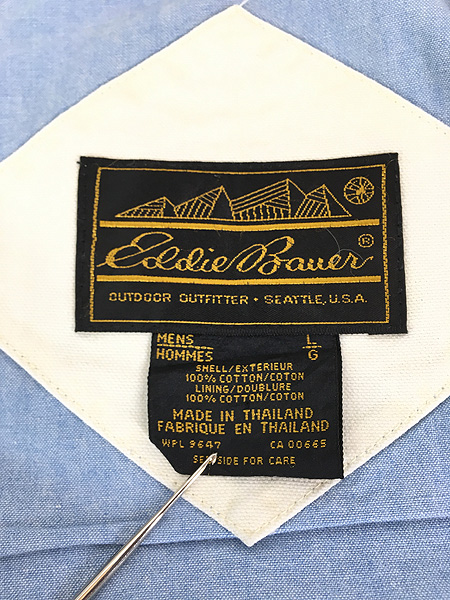 Eddie Bauer®
OUTDOOR OUTFITTER • SEATTLE, U.S.A.
MENS L
HOMMES G
SHELL/EXTERIEUR
100% COTTON/COTON
LINING/DOUBLURE
100% COTTON/COTON
MADE IN THAILAND
FABRIQUE EN THAILAND
WPL 9647 CA 00665
SEE SIDE FOR CARE